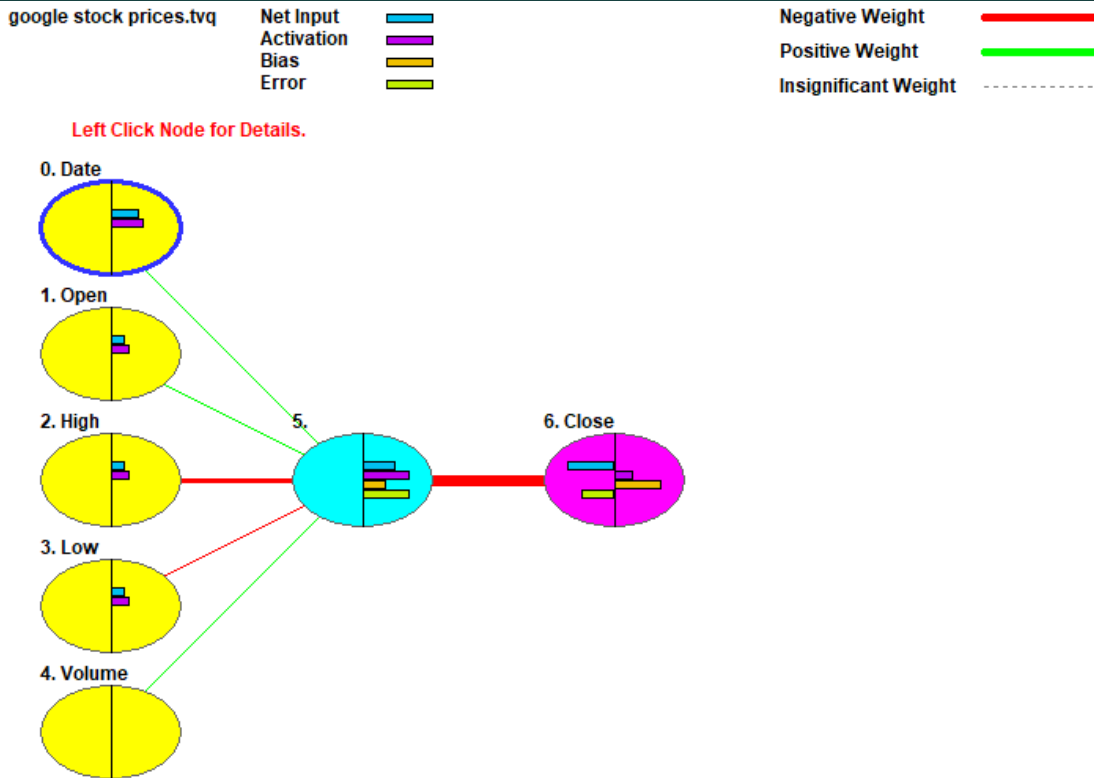 google stock prices.tvq
Net Input
Activation
Bias
Error
Negative Weight
Positive Weight
Insignificant Weight
Left Click Node for Details.
0. Date
1. Open
2. High
5.
6. Close
3. Low
4. Volume